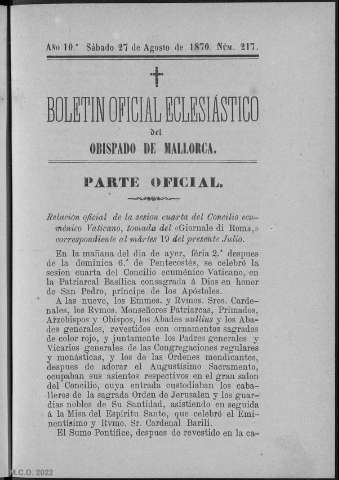 Año 10.° Sábado 27 de Agosto de 1870. Núm. 217.
BOLETIN OFICIAL ECLESIÁSTICO
del
OBISPADO DE MALLORCA.
PARTE OFICIAL.
Relacion oficial de la sesion cuarta del Concilio ecu-
ménico Vaticano, tomada del «Giornale di Roma,»
correspondiente al mártes 19 del presente Julio.
En la mañana del dia de ayer, féria 2.ª despues
de la dominica 6.ª de Pentecostés, se celebró la
sesion cuarta del Concilio ecuménico Vaticano, en
la Patriarcal Basílica consagrada á Dios en honor
de San Pedro, príncipe de los Apóstoles.
A las nueve, los Emmos. y Rvmos. Sres. Carde-
nales, los Rvmos. Monseñores Patriarcas, Primados,
Arzobispos y Obispos, los Abades nullius y los Aba-
des generales, revestidos con ornamentos sagrados
de color rojo, y juntamente los Padres generales y
Vicarios generales de las Congregaciones regulares
y monásticas, y los de las Ordenes mendicantes,
despues de adorar el Augustísimo Sacramento,
ocupaban sus asientos respectivos en el gran salon
del Concilio, cuya entrada custodiaban los caba-
lleros de la sagrada Orden de Jerusalen y los guar-
dias nobles de Su Santidad, asistiendo en seguida
á la Misa del Espíritu Santo, que celebró el Emi-
nentísimo y Rvmo. Sr. Cardenal Barili.
El Sumo Pontífice, despues de revestido en la ca-
M.C.D. 2022